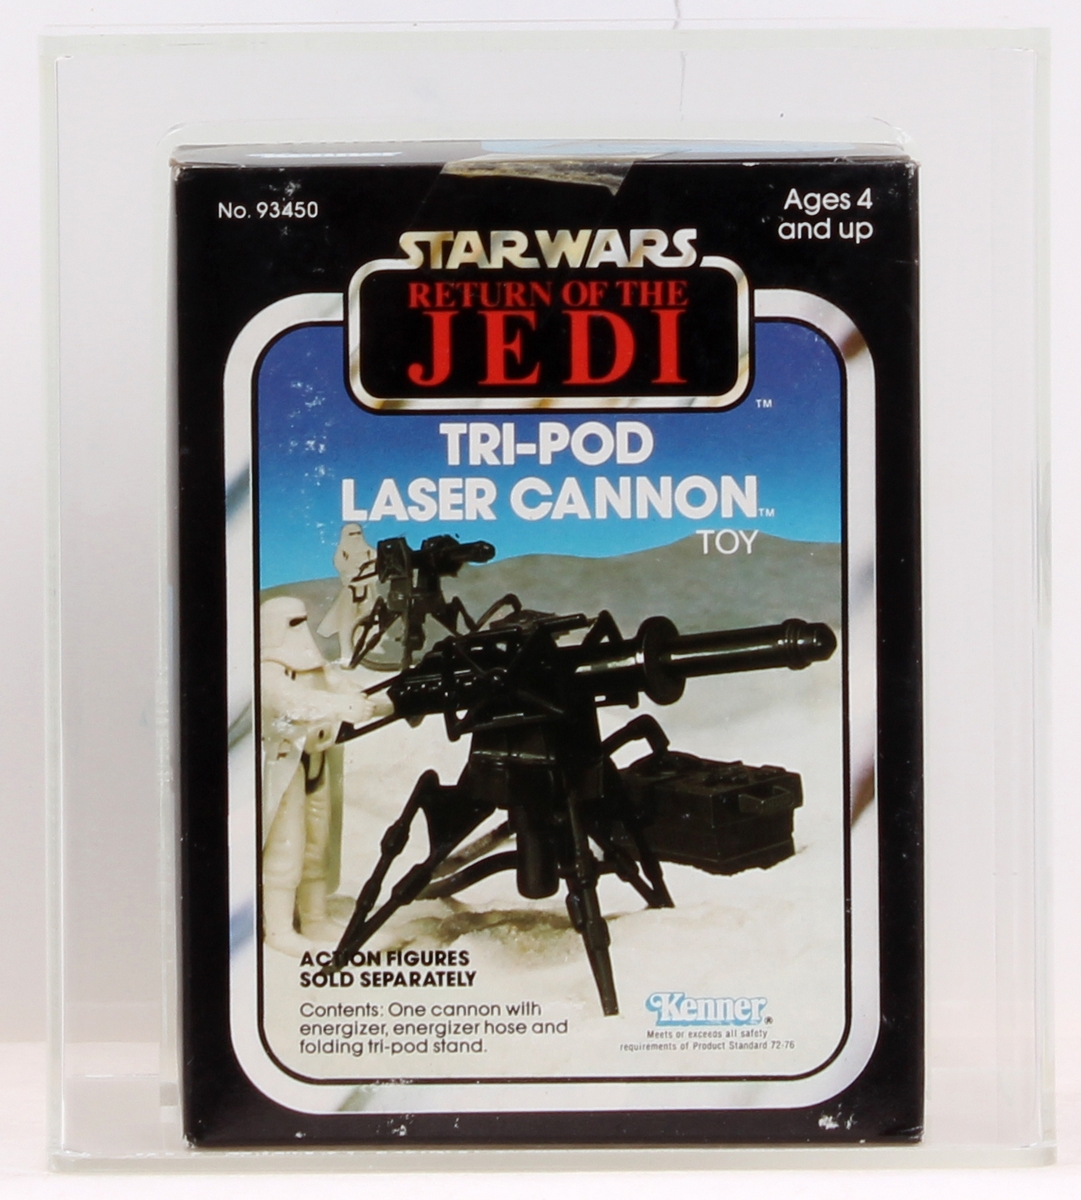 No. 93450
Ages 4
and up
STAR WARS
RETURN OF THE
JEDI
TM
TRI-POD
LASER CANNON TM
TOY
ACTION FIGURES
SOLD SEPARATELY
Contents: One cannon with
energizer, energizer hose and
folding tri-pod stand.
Kenner®
Meets or exceeds all safety
requirements of Product Standard 72-76